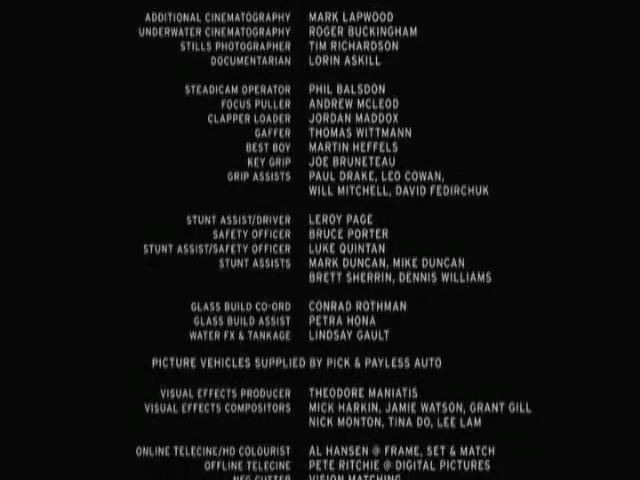 ADDITIONAL CINEMATOGRAPHY MARK LAPWOOD
UNDERWATER CINEMATOGRAPHY ROGER BUCKINGHAM
STILLS PHOTOGRAPHER TIM RICHARDSON
DOCUMENTARIAN LORIN ASKILL
STEADICAM OPERATOR PHIL BALSDON
FOCUS PULLER ANDREW MCLEOD
CLAPPER LOADER JORDAN MADDOX
GAFFER THOMAS WITTMANN
BEST BOY MARTIN HEFFELS
KEY GRIP JOE BRUNETEAU
GRIP ASSISTS PAUL DRAKE, LEO COWAN,
WILL MITCHELL, DAVID FEDIRCHUK
STUNT ASSIST/DRIVER LEROY PAGE
SAFETY OFFICER BRUCE PORTER
STUNT ASSIST/SAFETY OFFICER LUKE QUINTAN
STUNT ASSISTS MARK DUNCAN, MIKE DUNCAN
BRETT SHERRIN, DENNIS WILLIAMS
GLASS BUILD CO-ORD CONRAD ROTHMAN
GLASS BUILD ASSIST PETRA HONA
WATER FX & TANKAGE LINDSAY GAULT
PICTURE VEHICLES SUPPLIED BY PICK & PAYLESS AUTO
VISUAL EFFECTS PRODUCER THEODORE MANIATIS
VISUAL EFFECTS COMPOSITORS MICK HARKIN, JAMIE WATSON, GRANT GILL
NICK MONTON, TINA DO, LEE LAM
ONLINE TELECINE/HD COLOURIST AL HANSEN @ FRAME, SET & MATCH
OFFLINE TELECINE PETE RITCHIE @ DIGITAL PICTURES
NEG CUTTER VISION MATCHING